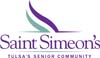 Saint Simeon's
TULSA'S SENIOR COMMUNITY